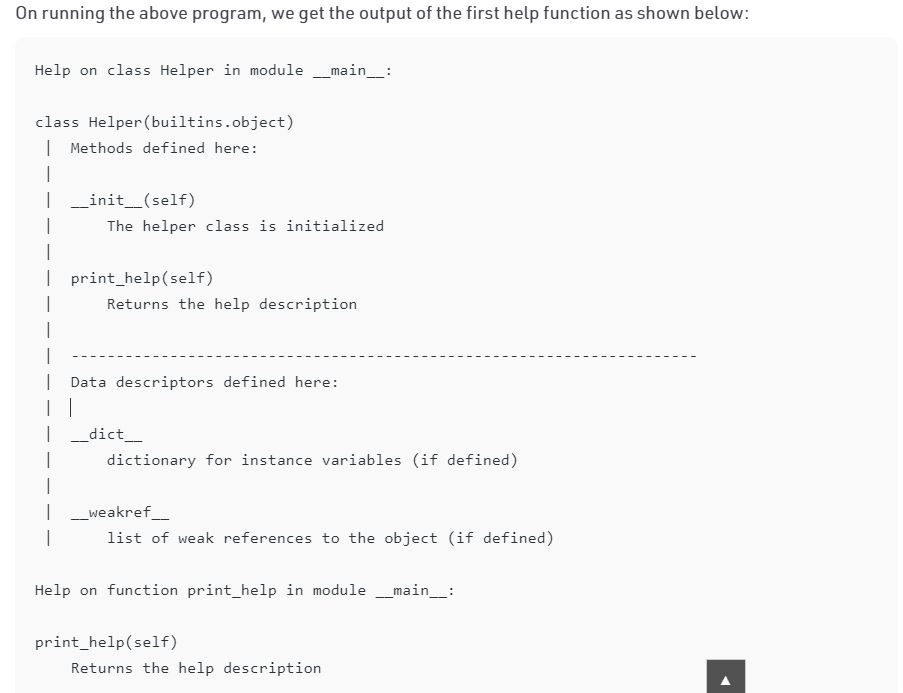 On running the above program, we get the output of the first help function as shown below:
Help on class Helper in module __main__:
class Helper(builtins.object)
 |  Methods defined here:
 |
 |  __init__(self)
 |      The helper class is initialized
 |
 |  print_help(self)
 |      Returns the help description
 |
 |  ----------------------------------------------------------------------
 |  Data descriptors defined here:
 |
 |  __dict__
 |      dictionary for instance variables (if defined)
 |
 |  __weakref__
 |      list of weak references to the object (if defined)
Help on function print_help in module __main__:
print_help(self)
    Returns the help description